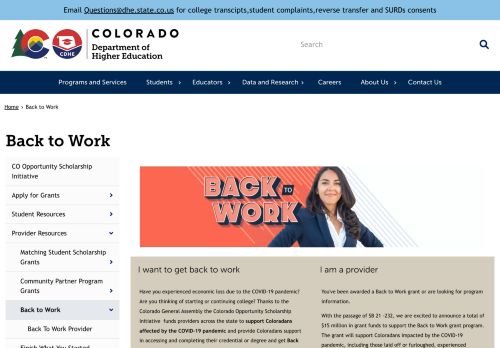 Email Questions@dhe.state.co.us for college transcipts,student complaints,reverse transfer and SURDs consents
CO
CDHE
COLORADO
Department of
Higher Education
Search
Programs and Services
Students
Educators
Data and Research
Careers
About Us
Contact Us
Home > Back to Work
Back to Work
CO Opportunity Scholarship
Initiative
Apply for Grants
Student Resources
Provider Resources
Matching Student Scholarship
Grants
Community Partner Program
Grants
Back to Work
Back To Work Provider
Finish What You Started
BACK
TO
WORK
I want to get back to work
Have you experienced economic loss due to the COVID-19 pandemic?
Are you thinking of starting or continuing college? Thanks to the
Colorado General Assembly the Colorado Opportunity Scholarship
Initiative funds providers across the state to support Coloradans
affected by the COVID-19 pandemic and provide Coloradans support
in accessing and completing their credential or degree and get Back
I am a provider
You've been awarded a Back to Work grant or are looking for program
information.
With the passage of SB 21 -232, we are excited to announce a total of
$15 million in grant funds to support the Back to Work grant program.
The grant will support Coloradans impacted by the COVID-19
pandemic, including those laid off or furloughed, experienced